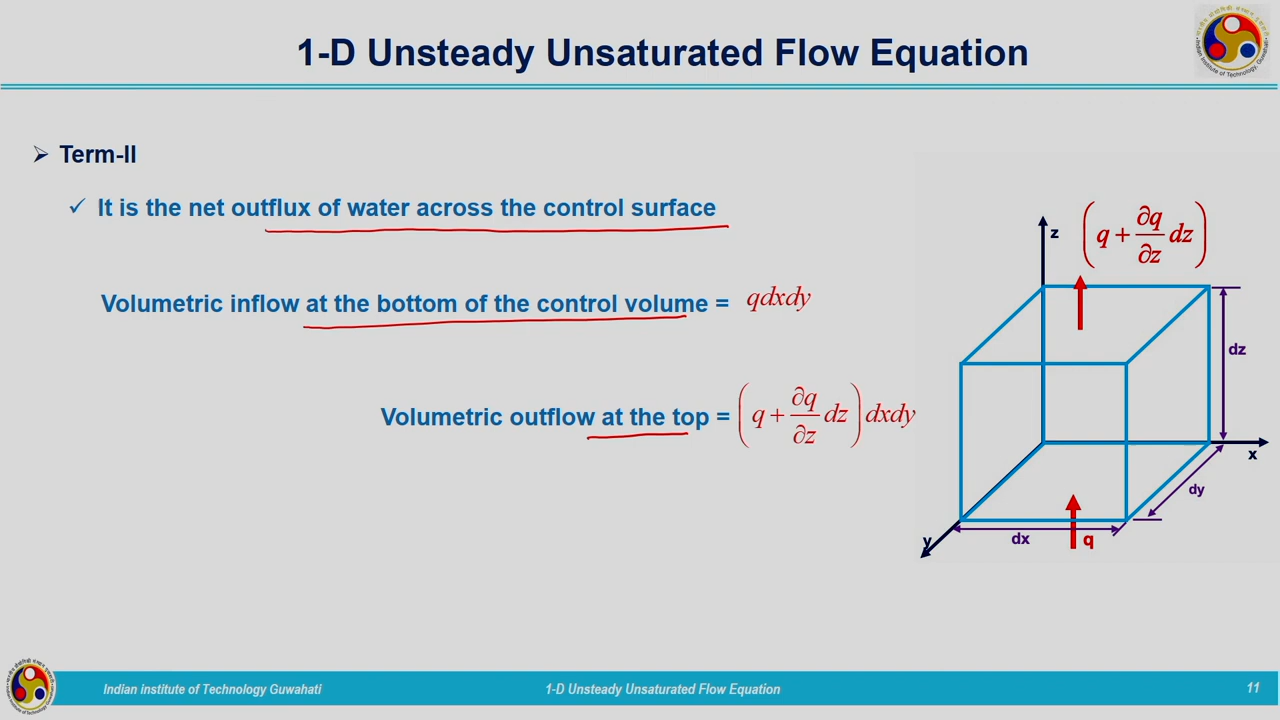 1-D Unsteady Unsaturated Flow Equation
➢ Term-II
✓ It is the net outflux of water across the control surface
Volumetric inflow at the bottom of the control volume = qdxdy
Volumetric outflow at the top = (q + ∂q/∂z dz) dxdy
(q + ∂q/∂z dz)
z
dz
x
dy
y
dx
q
Indian institute of Technology Guwahati 1-D Unsteady Unsaturated Flow Equation 11